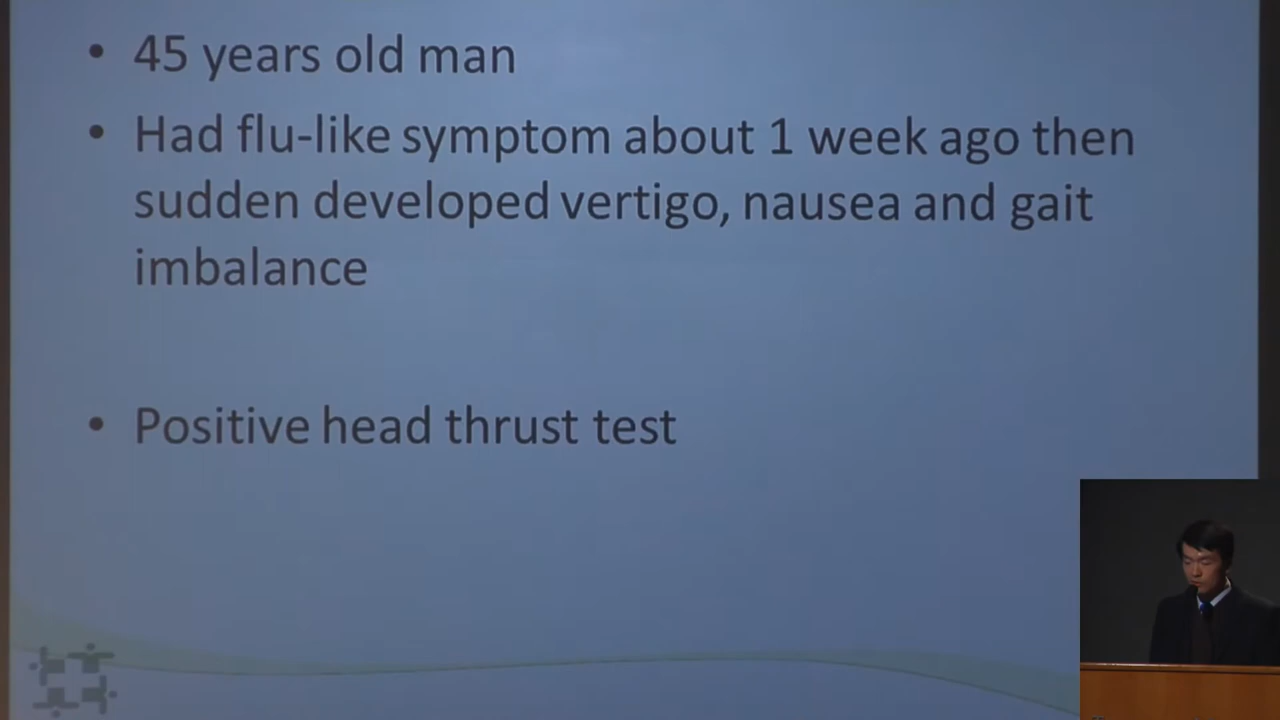 • 45 years old man
• Had flu-like symptom about 1 week ago then
sudden developed vertigo, nausea and gait
imbalance
• Positive head thrust test